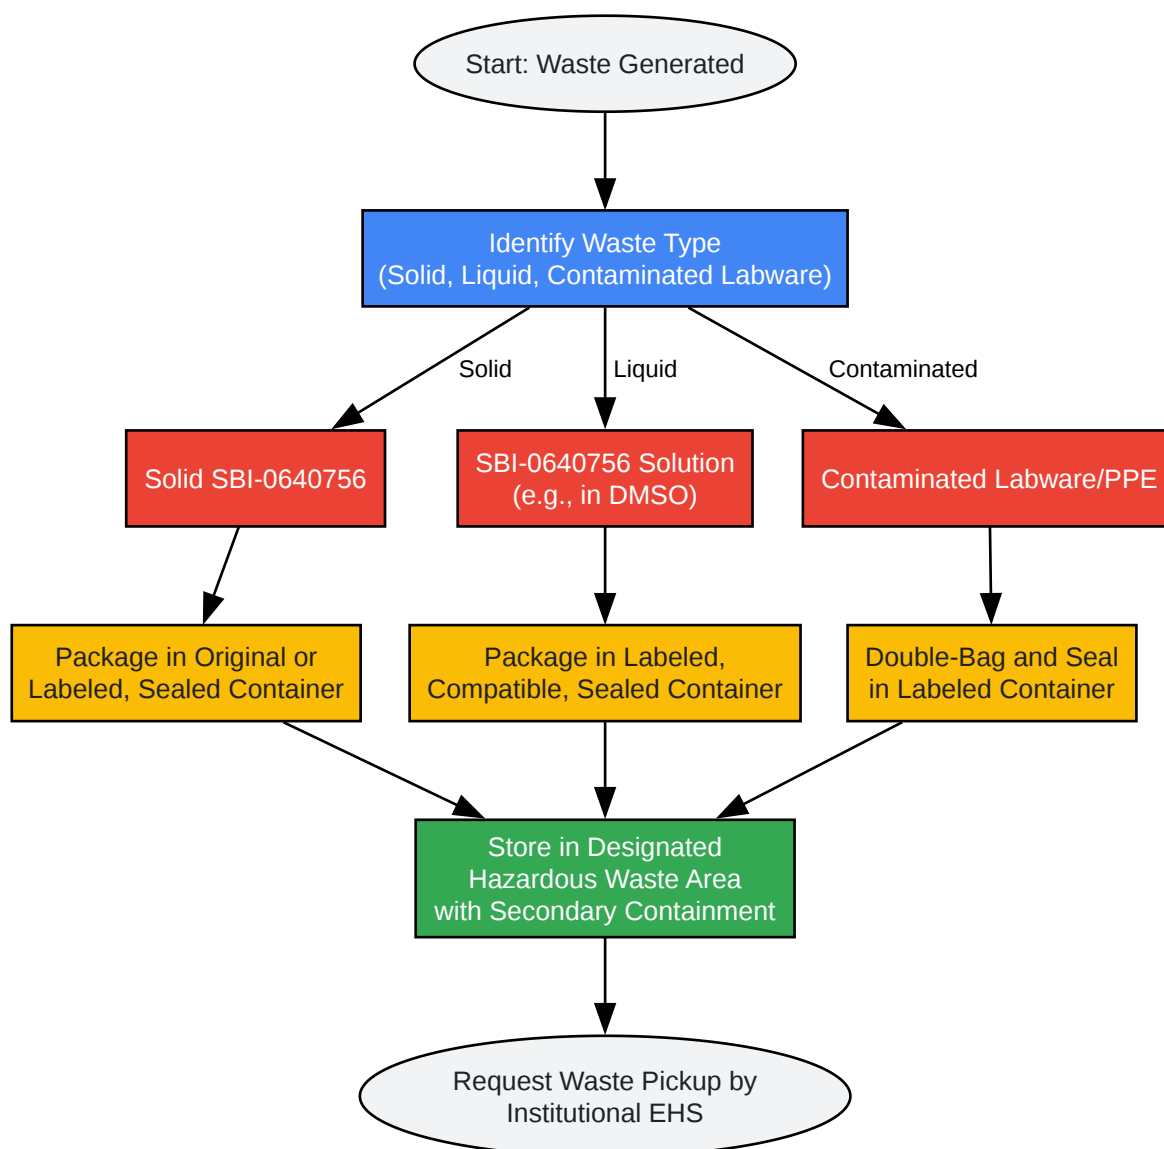 Start: Waste Generated
Identify Waste Type
(Solid, Liquid, Contaminated Labware)
Solid
Liquid
Contaminated
Solid SBI-0640756
SBI-0640756 Solution
(e.g., in DMSO)
Contaminated Labware/PPE
Package in Original or
Labeled, Sealed Container
Package in Labeled,
Compatible, Sealed Container
Double-Bag and Seal
in Labeled Container
Store in Designated
Hazardous Waste Area
with Secondary Containment
Request Waste Pickup by
Institutional EHS